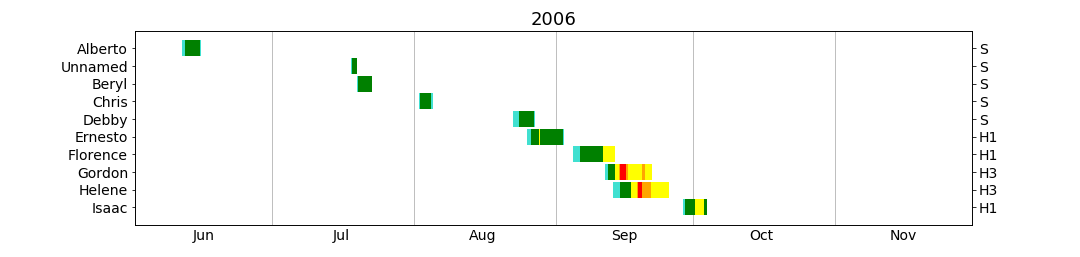 2006
Alberto S
Unnamed S
Beryl S
Chris S
Debby S
Ernesto H1
Florence H1
Gordon H3
Helene H3
Isaac H1
Jun Jul Aug Sep Oct Nov